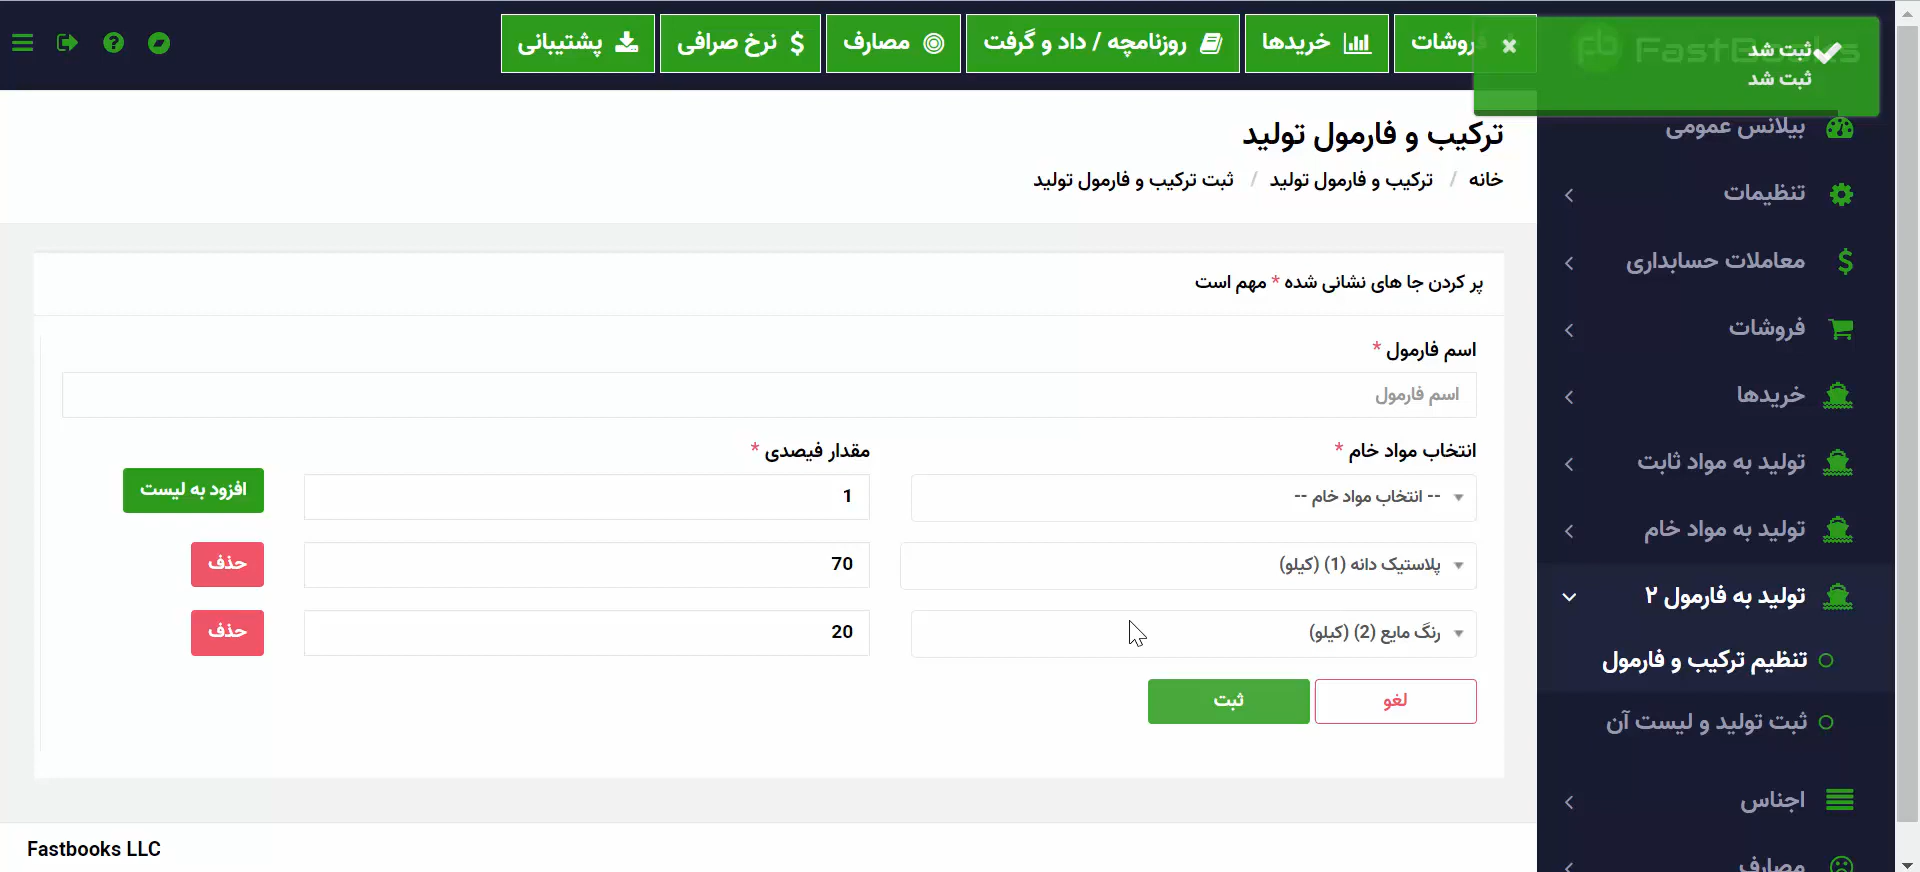 فروشات
خریدها
روزنامچه / داد و گرفت
مصارف
نرخ صرافی
پشتیبانی
FastBooks
ثبت شد
ثبت شد
بیلانس عمومی
تنظیمات
معاملات حسابداری
فروشات
خریدها
تولید به مواد ثابت
تولید به مواد خام
تولید به فارمول ۲
تنظیم ترکیب و فارمول
ثبت تولید و لیست آن
اجناس
مصارف
ترکیب و فارمول تولید
خانه / ترکیب و فارمول تولید / ثبت ترکیب و فارمول تولید
پر کردن جا های نشانی شده * مهم است
اسم فارمول *
اسم فارمول
انتخاب مواد خام * مقدار فیصدی *
-- انتخاب مواد خام -- 1 افزود به لیست
پلاستیک دانه (1) (کیلو) 70 حذف
رنگ مایع (2) (کیلو) 20 حذف
لغو ثبت
Fastbooks LLC